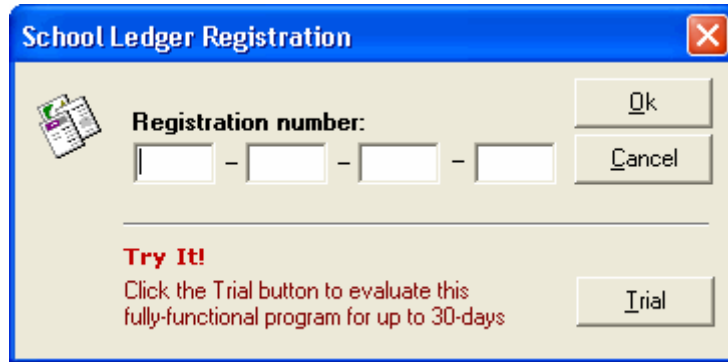 School Ledger Registration
Registration number:
– – –
Ok
Cancel
Try It!
Click the Trial button to evaluate this
fully-functional program for up to 30-days
Trial